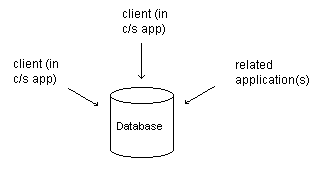 client (in
c/s app)
client (in
c/s app)
related
application(s)
Database